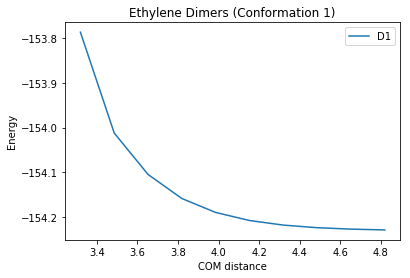 Ethylene Dimers (Conformation 1)
D1
−153.8
−153.9
−154.0
−154.1
−154.2
Energy
3.4 3.6 3.8 4.0 4.2 4.4 4.6 4.8
COM distance